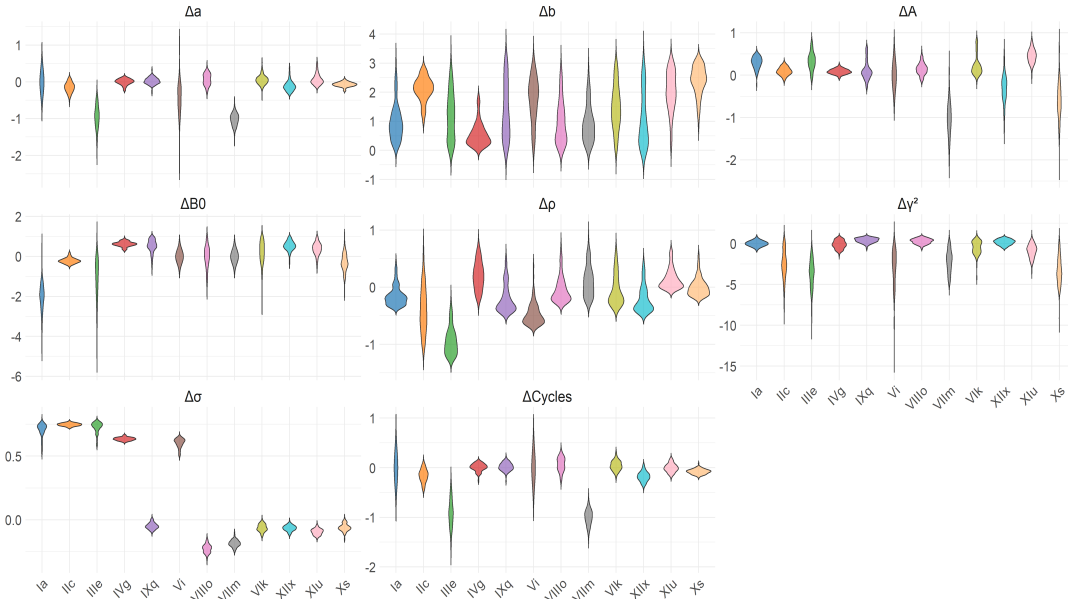 Δa
1
0
-1
-2
Δb
4
3
2
1
0
-1
ΔA
1
0
-1
-2
ΔB0
2
0
-2
-4
-6
Δρ
1
0
-1
Δγ²
0
-5
-10
-15
Ia IIc IIIe IVg IXq Vi VIIIo VIIm VIk XIIx XIu Xs
Δσ
0.5
0.0
Ia IIc IIIe IVg IXq Vi VIIIo VIIm VIk XIIx XIu Xs
ΔCycles
1
0
-1
-2
Ia IIc IIIe IVg IXq Vi VIIIo VIIm VIk XIIx XIu Xs